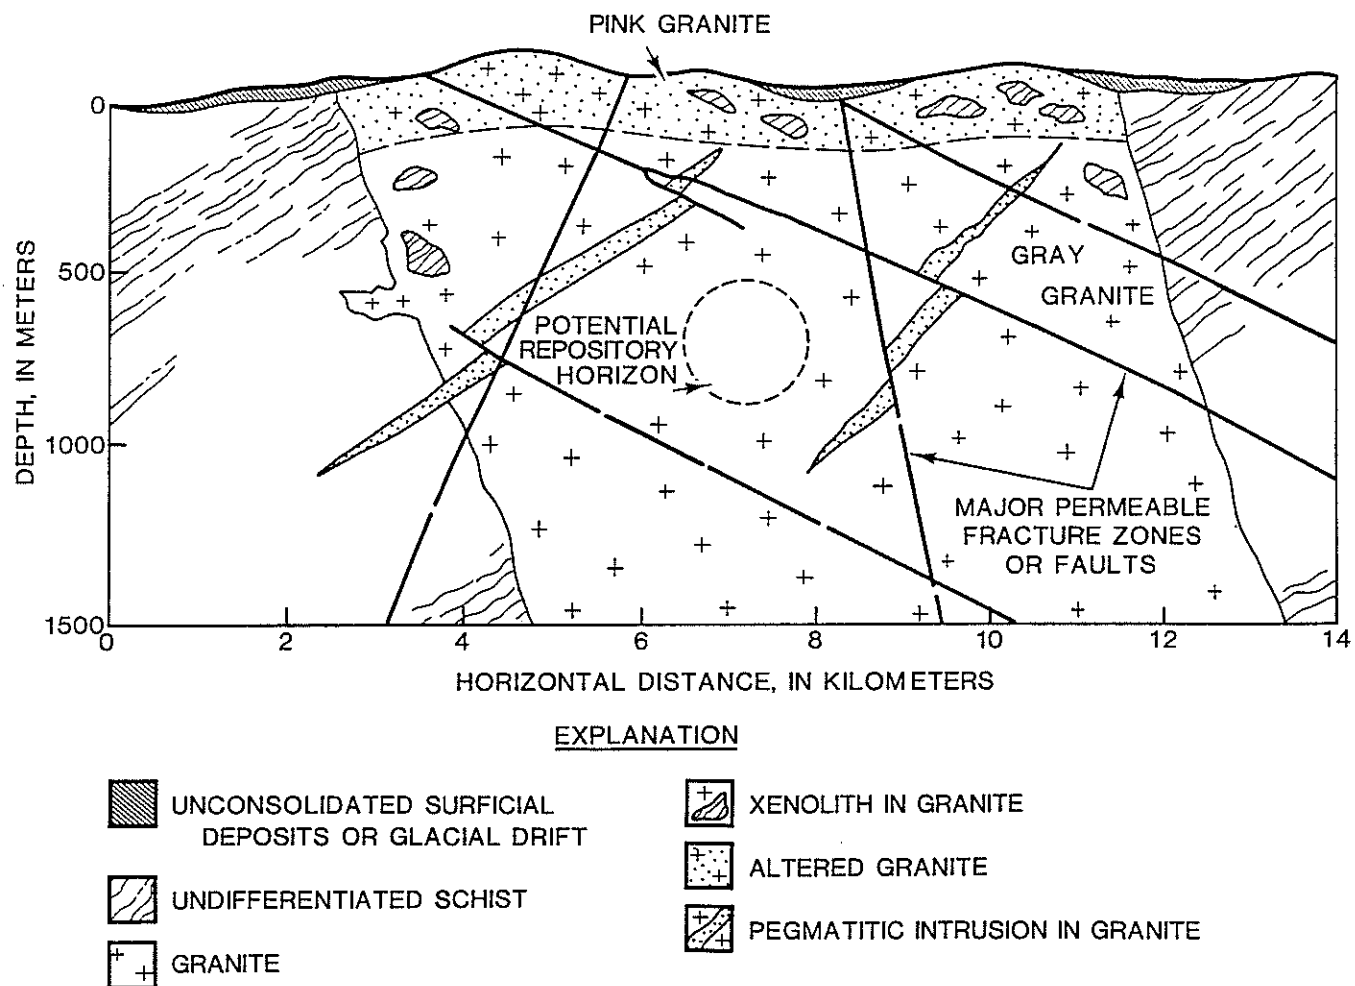 PINK GRANITE
0
500
1000
1500
DEPTH, IN METERS
GRAY
GRANITE
POTENTIAL
REPOSITORY
HORIZON
MAJOR PERMEABLE
FRACTURE ZONES
OR FAULTS
0
2
4
6
8
10
12
14
HORIZONTAL DISTANCE, IN KILOMETERS
EXPLANATION
UNCONSOLIDATED SURFICIAL
DEPOSITS OR GLACIAL DRIFT
UNDIFFERENTIATED SCHIST
GRANITE
XENOLITH IN GRANITE
ALTERED GRANITE
PEGMATITIC INTRUSION IN GRANITE